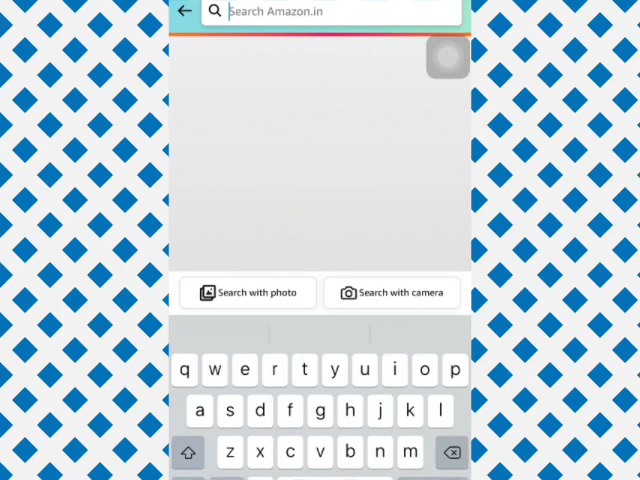 Search Amazon.in
Search with photo Search with camera
q w e r t y u i o p
a s d f g h j k l
z x c v b n m